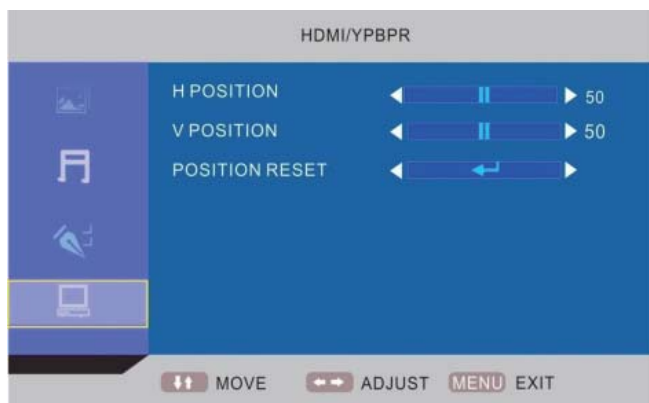 HDMI/YPBPR
H POSITION 50
V POSITION 50
POSITION RESET
MOVE ADJUST MENU EXIT